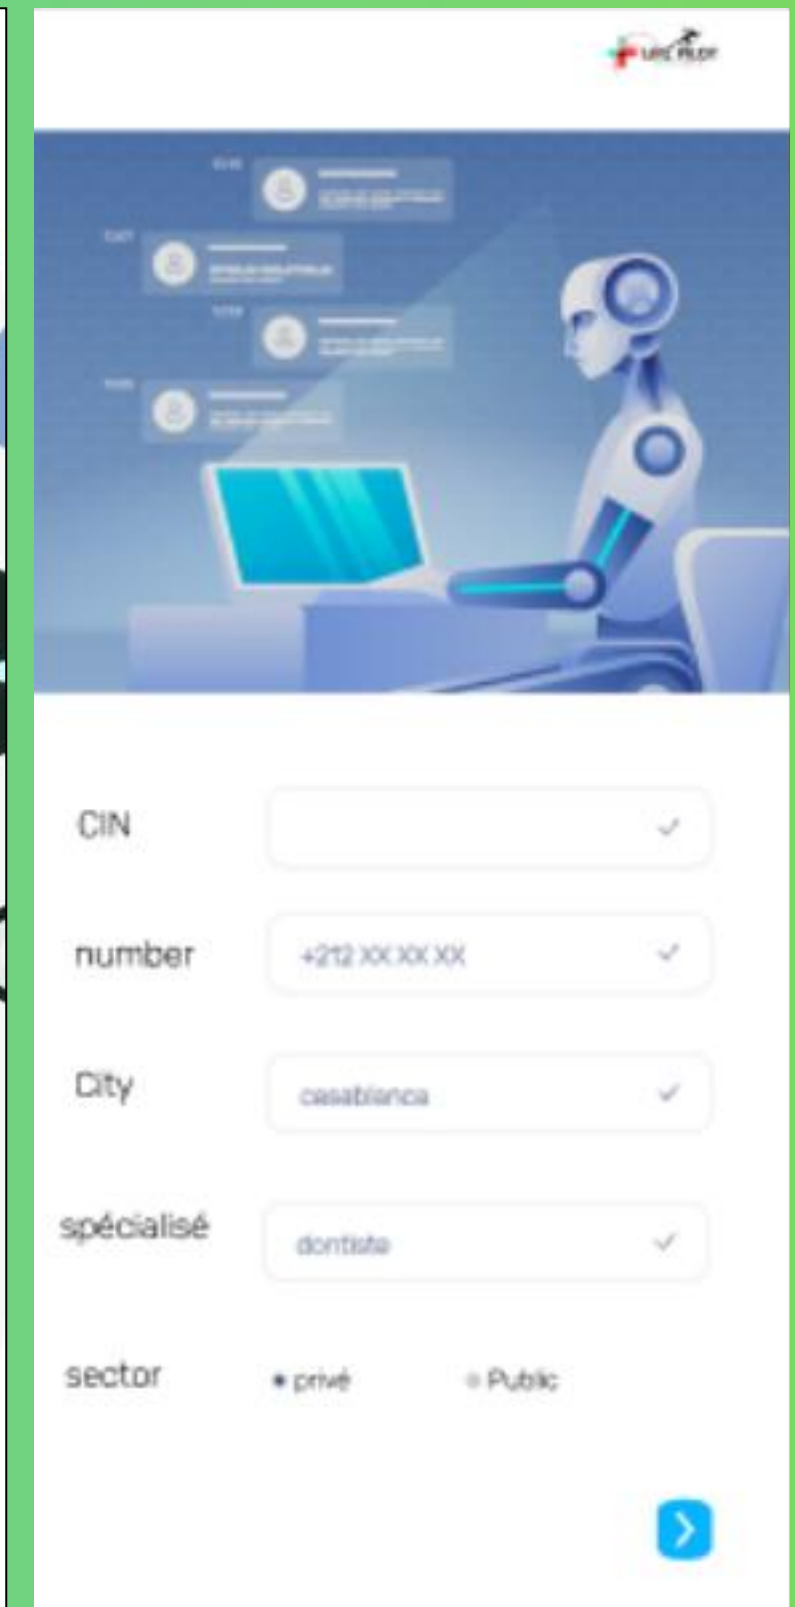 CIN
number +212 XX XX XX
City casablanca
spécialisé dontiste
sector privé Public